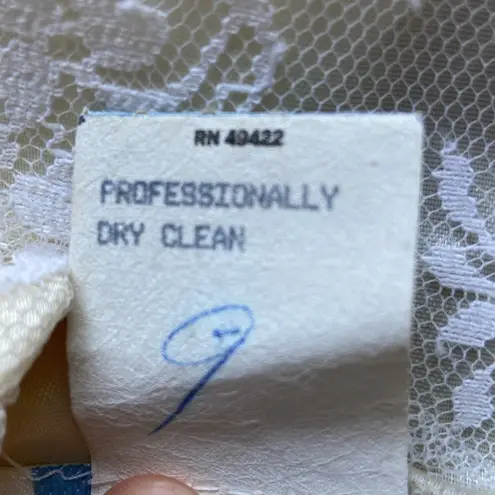 RN 49422
PROFESSIONALLY
DRY CLEAN
9